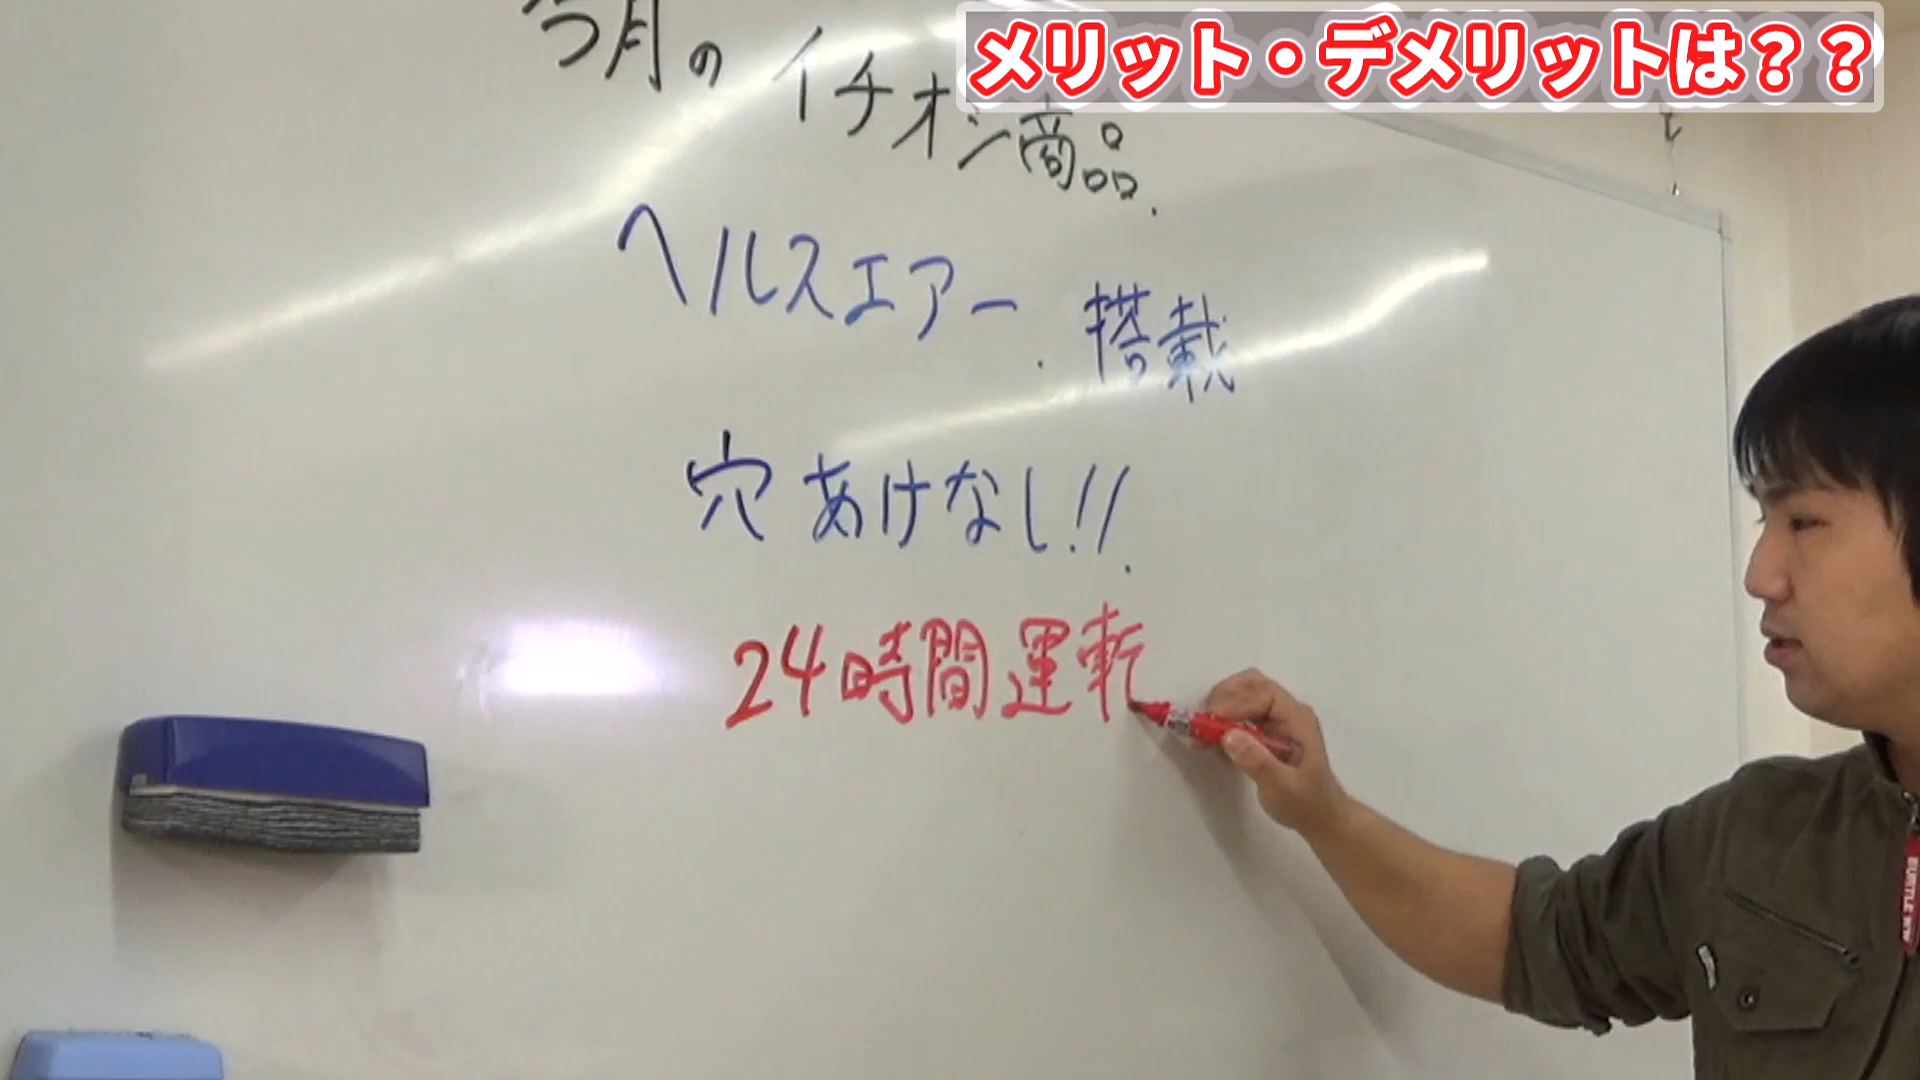 メリット・デメリットは？？
今月のイチオシ商品
ヘルスエアー 搭載
穴あけなし!!
24時間運転